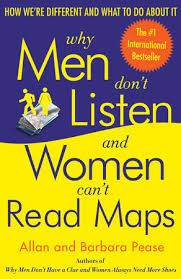 HOW WE'RE DIFFERENT AND WHAT TO DO ABOUT IT
why
The #1
International
Bestseller
Men
don't
Listen
and
Women
can't
Read Maps
Allan and Barbara Pease
Authors of
Why Men Don't Have a Clue and Women Always Need More Shoes